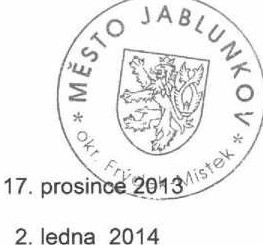 MĚSTO JABLUNKOV
* okr. Frýdek-Místek *
17. prosince 2013
2. ledna 2014